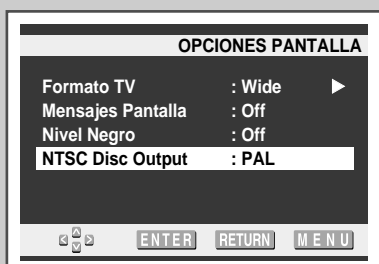 OPCIONES PANTALLA
Formato TV : Wide
Mensajes Pantalla : Off
Nivel Negro : Off
NTSC Disc Output : PAL
ENTER RETURN MENU